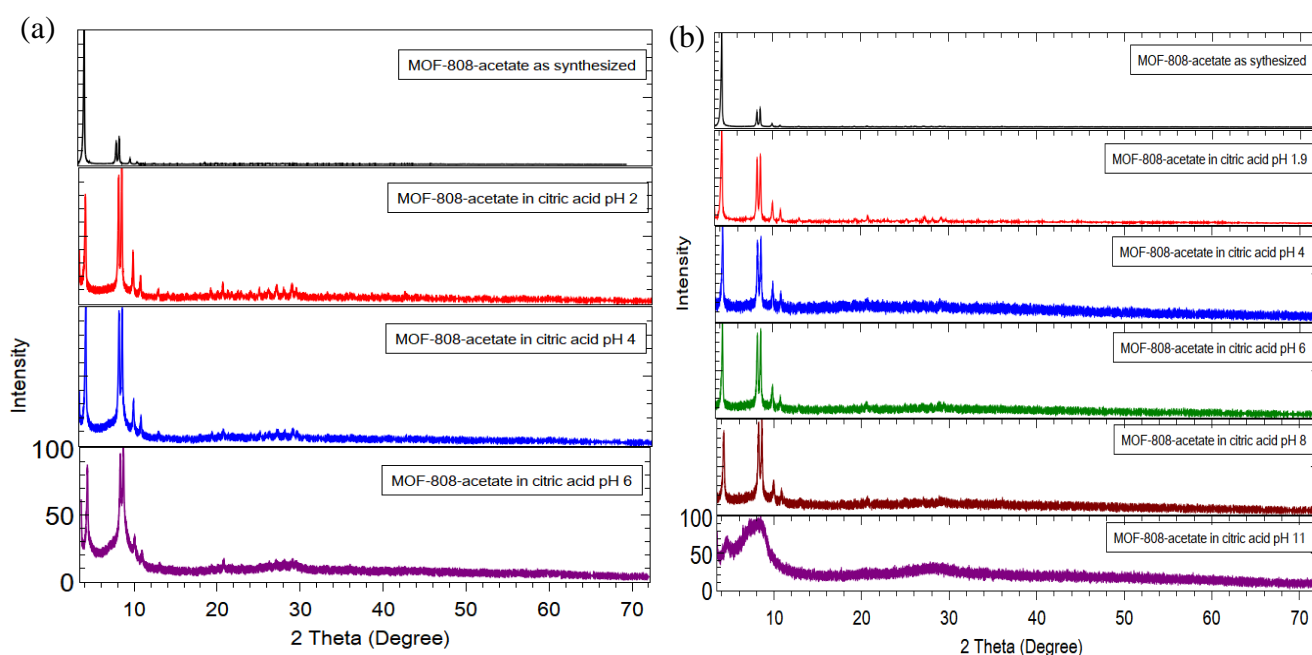 (a)
MOF-808-acetate as synthesized
MOF-808-acetate in citric acid pH 2
MOF-808-acetate in citric acid pH 4
MOF-808-acetate in citric acid pH 6
Intensity
100
50
0
10 20 30 40 50 60 70
2 Theta (Degree)
(b)
MOF-808-acetate as sythesized
MOF-808-acetate in citric acid pH 1.9
MOF-808-acetate in citric acid pH 4
MOF-808-acetate in citric acid pH 6
MOF-808-acetate in citric acid pH 8
MOF-808-acetate in citric acid pH 11
Intensity
100
50
0
10 20 30 40 50 60 70
2 Theta (Degree)